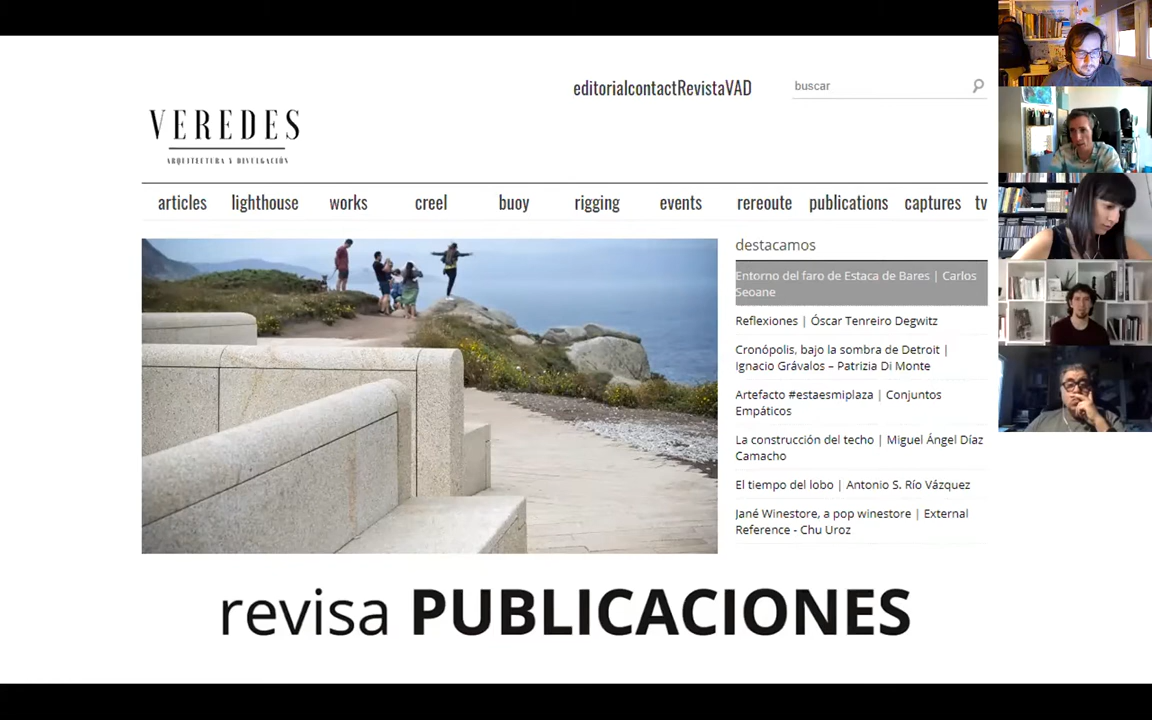 editorialcontactRevistaVAD
buscar
VEREDES
ARQUITECTURA Y DIVULGACIÓN
articles lighthouse works creel buoy rigging events rereoute publications captures tv
destacamos
Entorno del faro de Estaca de Bares | Carlos
Seoane
Reflexiones | Óscar Tenreiro Degwitz
Cronópolis, bajo la sombra de Detroit |
Ignacio Grávalos – Patrizia Di Monte
Artefacto #estaesmiplaza | Conjuntos
Empáticos
La construcción del techo | Miguel Ángel Díaz
Camacho
El tiempo del lobo | Antonio S. Río Vázquez
Jané Winestore, a pop winestore | External
Reference - Chu Uroz
revisa PUBLICACIONES